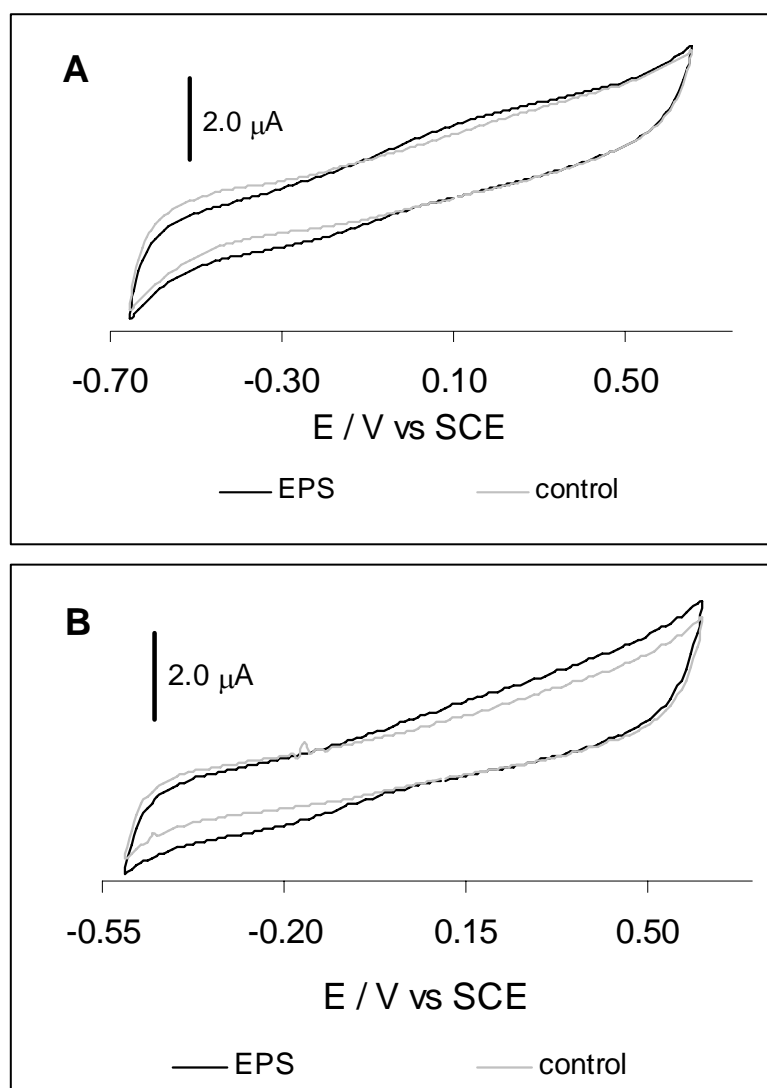 A
2.0 μA
-0.70 -0.30 0.10 0.50
E / V vs SCE
EPS control
B
2.0 μA
-0.55 -0.20 0.15 0.50
E / V vs SCE
EPS control